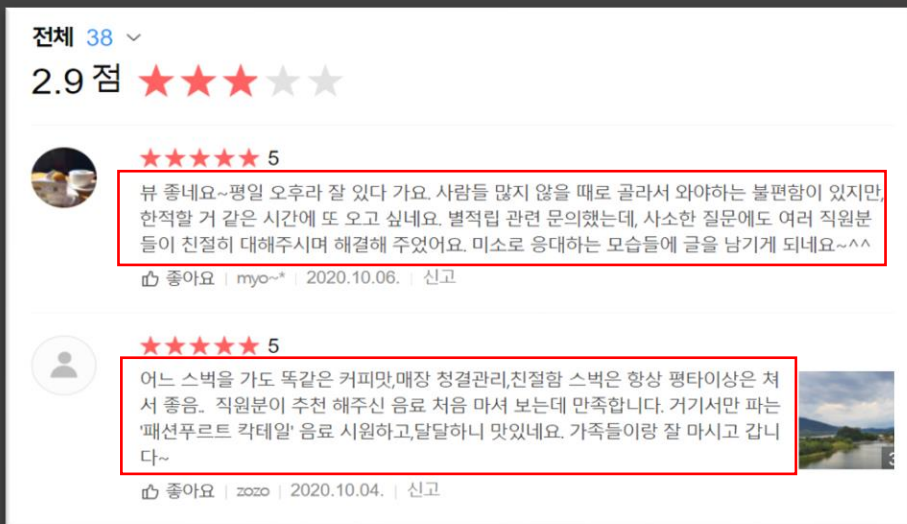 전체 38
2.9 점
5
뷰 좋네요~평일 오후라 잘 있다 가요. 사람들 많지 않을 때로 골라서 와야하는 불편함이 있지만,
한적할 거 같은 시간에 또 오고 싶네요. 별적립 관련 문의했는데, 사소한 질문에도 여러 직원분
들이 친절히 대해주시며 해결해 주었어요. 미소로 응대하는 모습들에 글을 남기게 되네요~^^
좋아요 myo~* 2020.10.06. 신고
5
어느 스벅을 가도 똑같은 커피맛,매장 청결관리,친절함 스벅은 항상 평타이상은 쳐
서 좋음.. 직원분이 추천 해주신 음료 처음 마셔 보는데 만족합니다. 거기서만 파는
'패션푸르트 칵테일' 음료 시원하고,달달하니 맛있네요. 가족들이랑 잘 마시고 갑니
다~
3
좋아요 zozo 2020.10.04. 신고